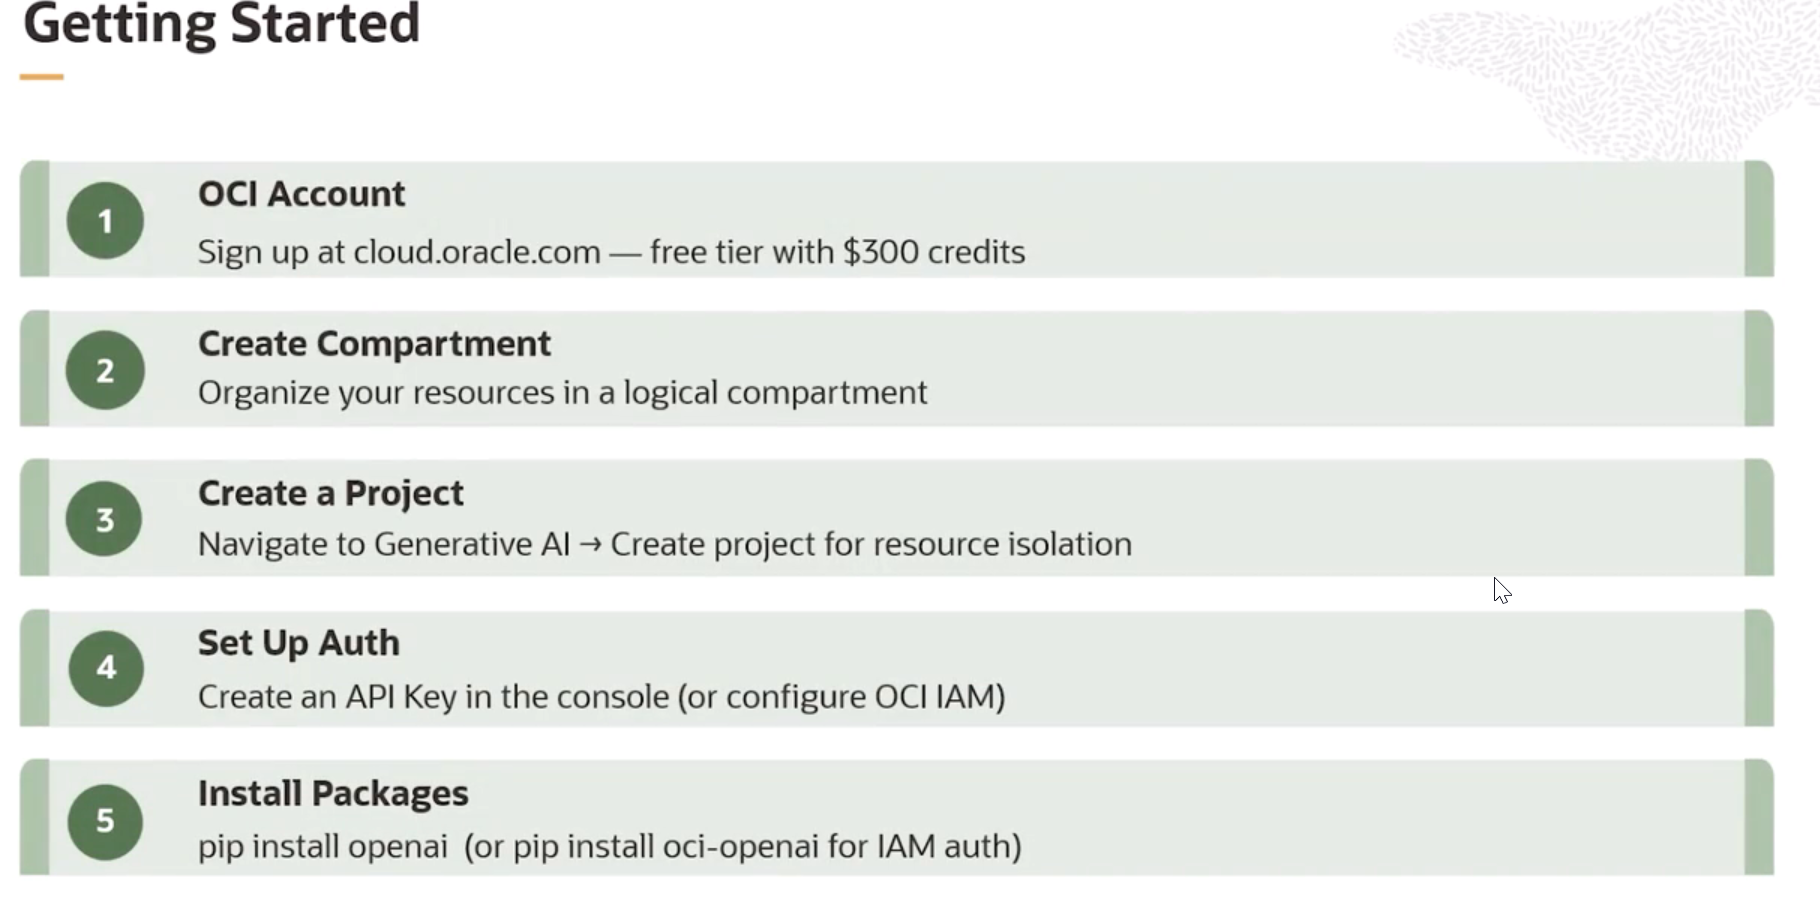 Getting Started
1
OCI Account
Sign up at cloud.oracle.com — free tier with $300 credits
2
Create Compartment
Organize your resources in a logical compartment
3
Create a Project
Navigate to Generative AI → Create project for resource isolation
4
Set Up Auth
Create an API Key in the console (or configure OCI IAM)
5
Install Packages
pip install openai  (or pip install oci-openai for IAM auth)